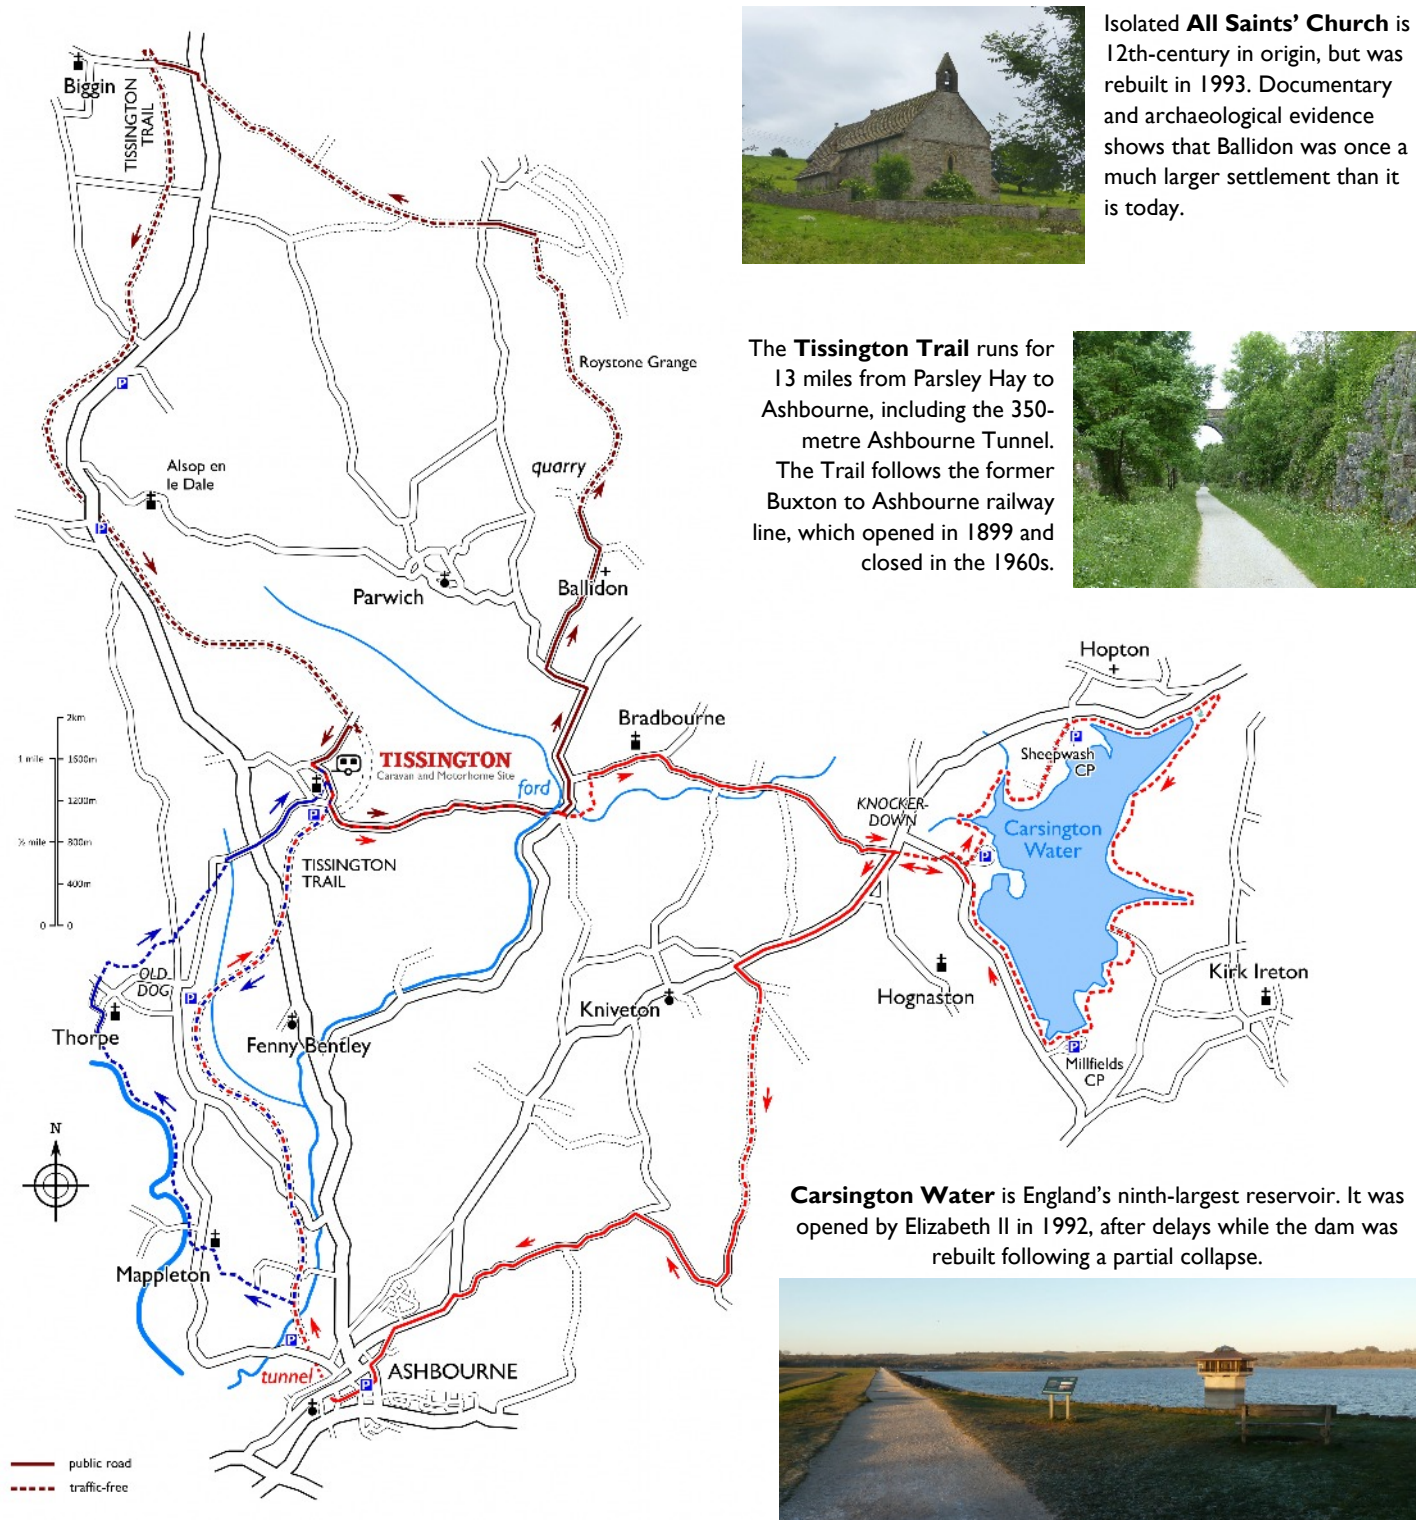 Isolated All Saints’ Church is
12th-century in origin, but was
rebuilt in 1993. Documentary
and archaeological evidence
shows that Ballidon was once a
much larger settlement than it
is today.
The Tissington Trail runs for
13 miles from Parsley Hay to
Ashbourne, including the 350-
metre Ashbourne Tunnel.
The Trail follows the former
Buxton to Ashbourne railway
line, which opened in 1899 and
closed in the 1960s.
Biggin
TISSINGTON
TRAIL
P
Roystone Grange
quarry
Alsop en
le Dale
P
Parwich
Ballidon
Hopton
2km
1 mile
1500m
1200m
½ mile
800m
400m
0
0
TISSINGTON
Caravan and Motorhome Site
ford
Bradbourne
P
Sheepwash
CP
KNOCKER-
DOWN
Carsington
Water
P
P
TISSINGTON
TRAIL
OLD
DOG
P
Thorpe
Fenny Bentley
Kniveton
Hognaston
Kirk Ireton
P
Millfields
CP
N
Mappleton
P
tunnel
P
ASHBOURNE
public road
traffic-free
Carsington Water is England’s ninth-largest reservoir. It was
opened by Elizabeth II in 1992, after delays while the dam was
rebuilt following a partial collapse.